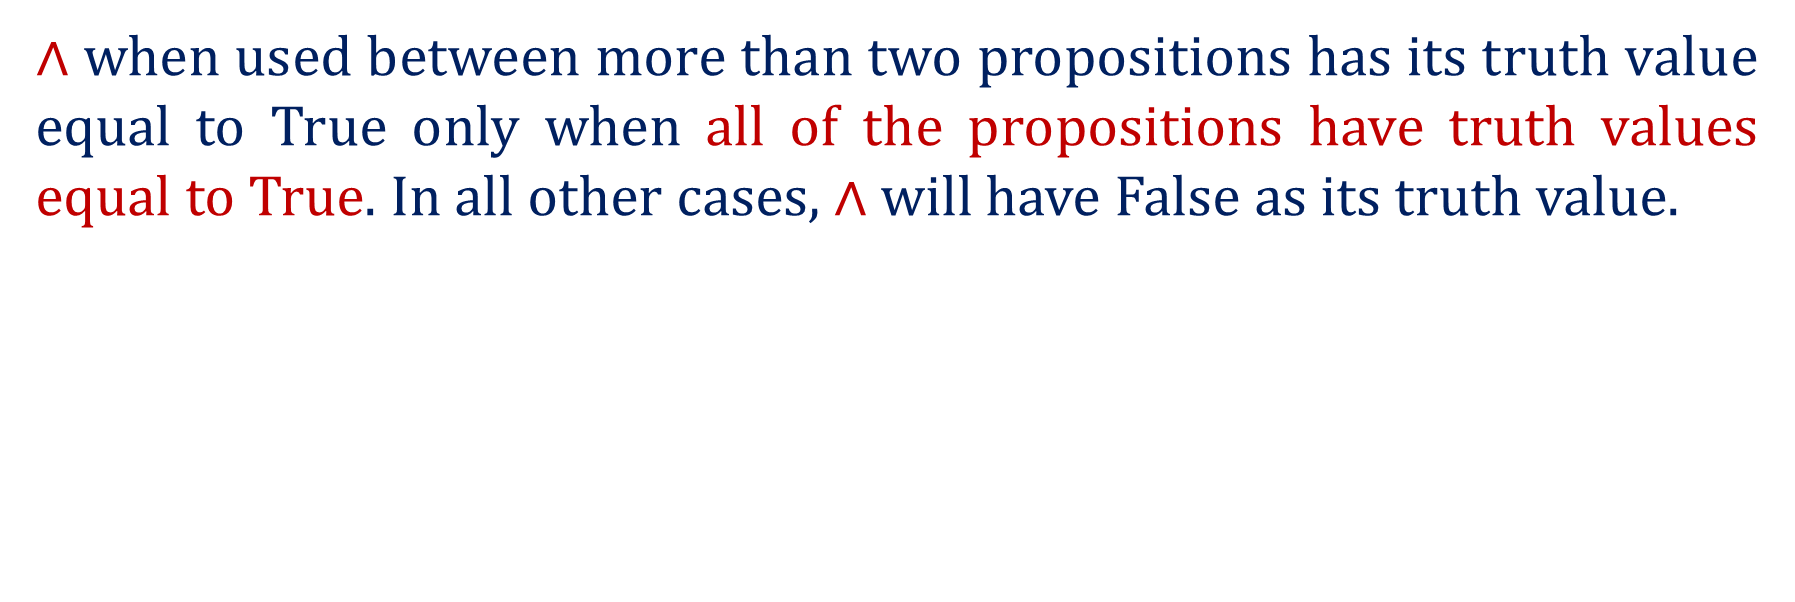 ∧ when used between more than two propositions has its truth value
equal to True only when all of the propositions have truth values
equal to True. In all other cases, ∧ will have False as its truth value.